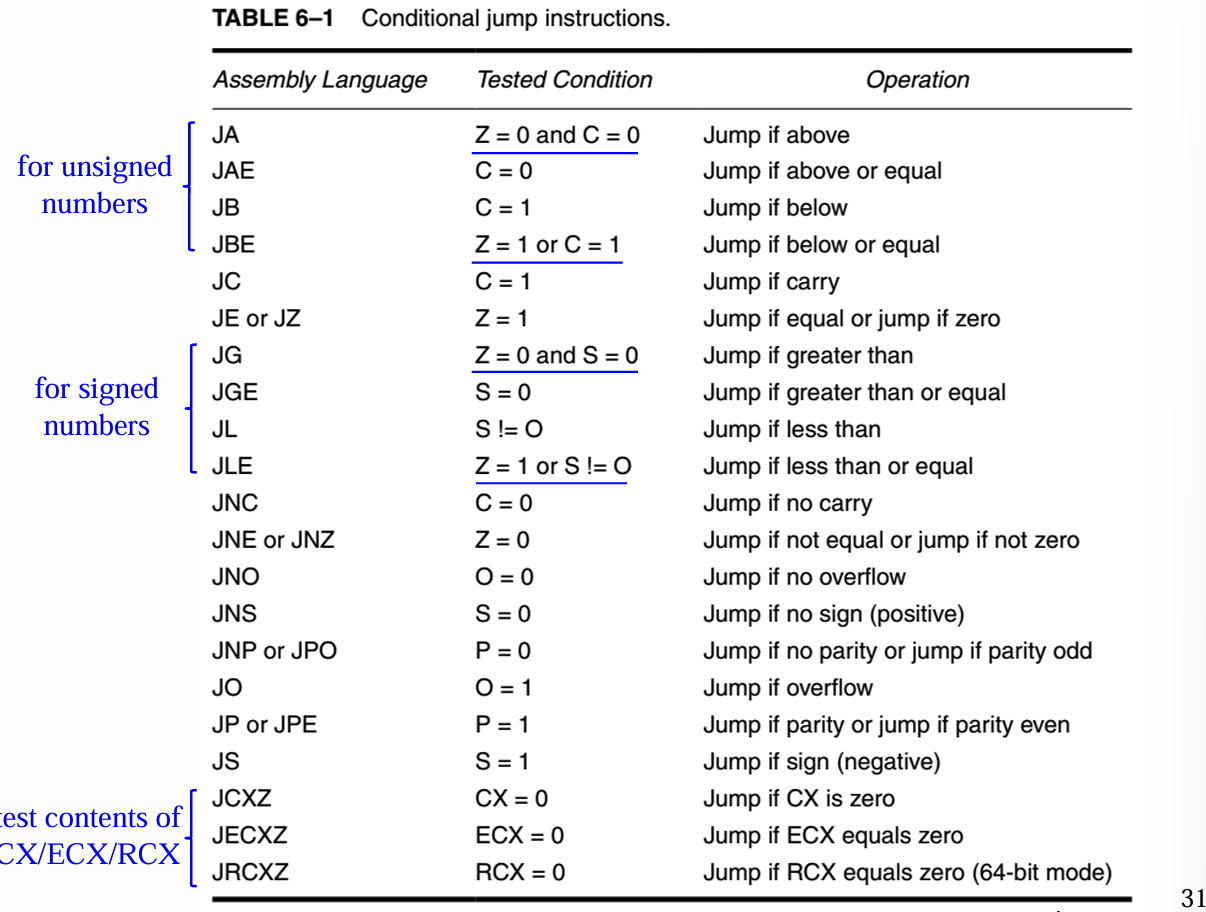 TABLE 6–1 Conditional jump instructions.
Assembly Language Tested Condition Operation
JA Z = 0 and C = 0 Jump if above
for unsigned numbers
JAE C = 0 Jump if above or equal
JB C = 1 Jump if below
JBE Z = 1 or C = 1 Jump if below or equal
JC C = 1 Jump if carry
JE or JZ Z = 1 Jump if equal or jump if zero
JG Z = 0 and S = 0 Jump if greater than
for signed numbers
JGE S = 0 Jump if greater than or equal
JL S != O Jump if less than
JLE Z = 1 or S != O Jump if less than or equal
JNC C = 0 Jump if no carry
JNE or JNZ Z = 0 Jump if not equal or jump if not zero
JNO O = 0 Jump if no overflow
JNS S = 0 Jump if no sign (positive)
JNP or JPO P = 0 Jump if no parity or jump if parity odd
JO O = 1 Jump if overflow
JP or JPE P = 1 Jump if parity or jump if parity even
JS S = 1 Jump if sign (negative)
JCXZ CX = 0 Jump if CX is zero
test contents of
CX/ECX/RCX
JECXZ ECX = 0 Jump if ECX equals zero
JRCXZ RCX = 0 Jump if RCX equals zero (64-bit mode)
31